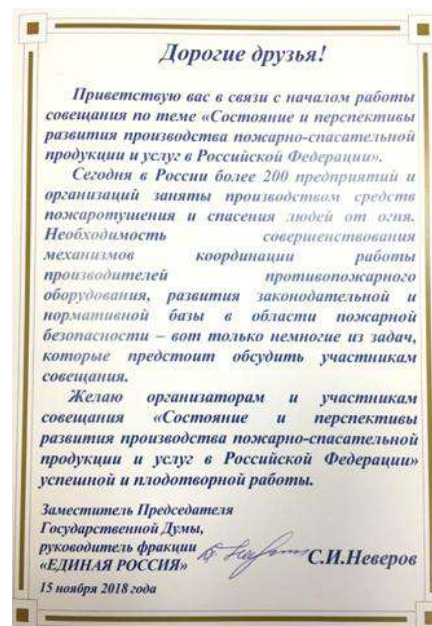 Дорогие друзья!
Приветствую вас в связи с началом работы
совещания по теме «Состояние и перспективы
развития производства пожарно-спасательной
продукции и услуг в Российской Федерации».
Сегодня в России более 200 предприятий и
организаций заняты производством средств
пожаротушения и спасения людей от огня.
Необходимость совершенствования
механизмов координации работы
производителей противопожарного
оборудования, развития законодательной и
нормативной базы в области пожарной
безопасности – вот только немногие из задач,
которые предстоит обсудить участникам
совещания.
Желаю организаторам и участникам
совещания «Состояние и перспективы
развития производства пожарно-спасательной
продукции и услуг в Российской Федерации»
успешной и плодотворной работы.
Заместитель Председателя
Государственной Думы,
руководитель фракции
«ЕДИНАЯ РОССИЯ» С.И.Неверов
15 ноября 2018 года